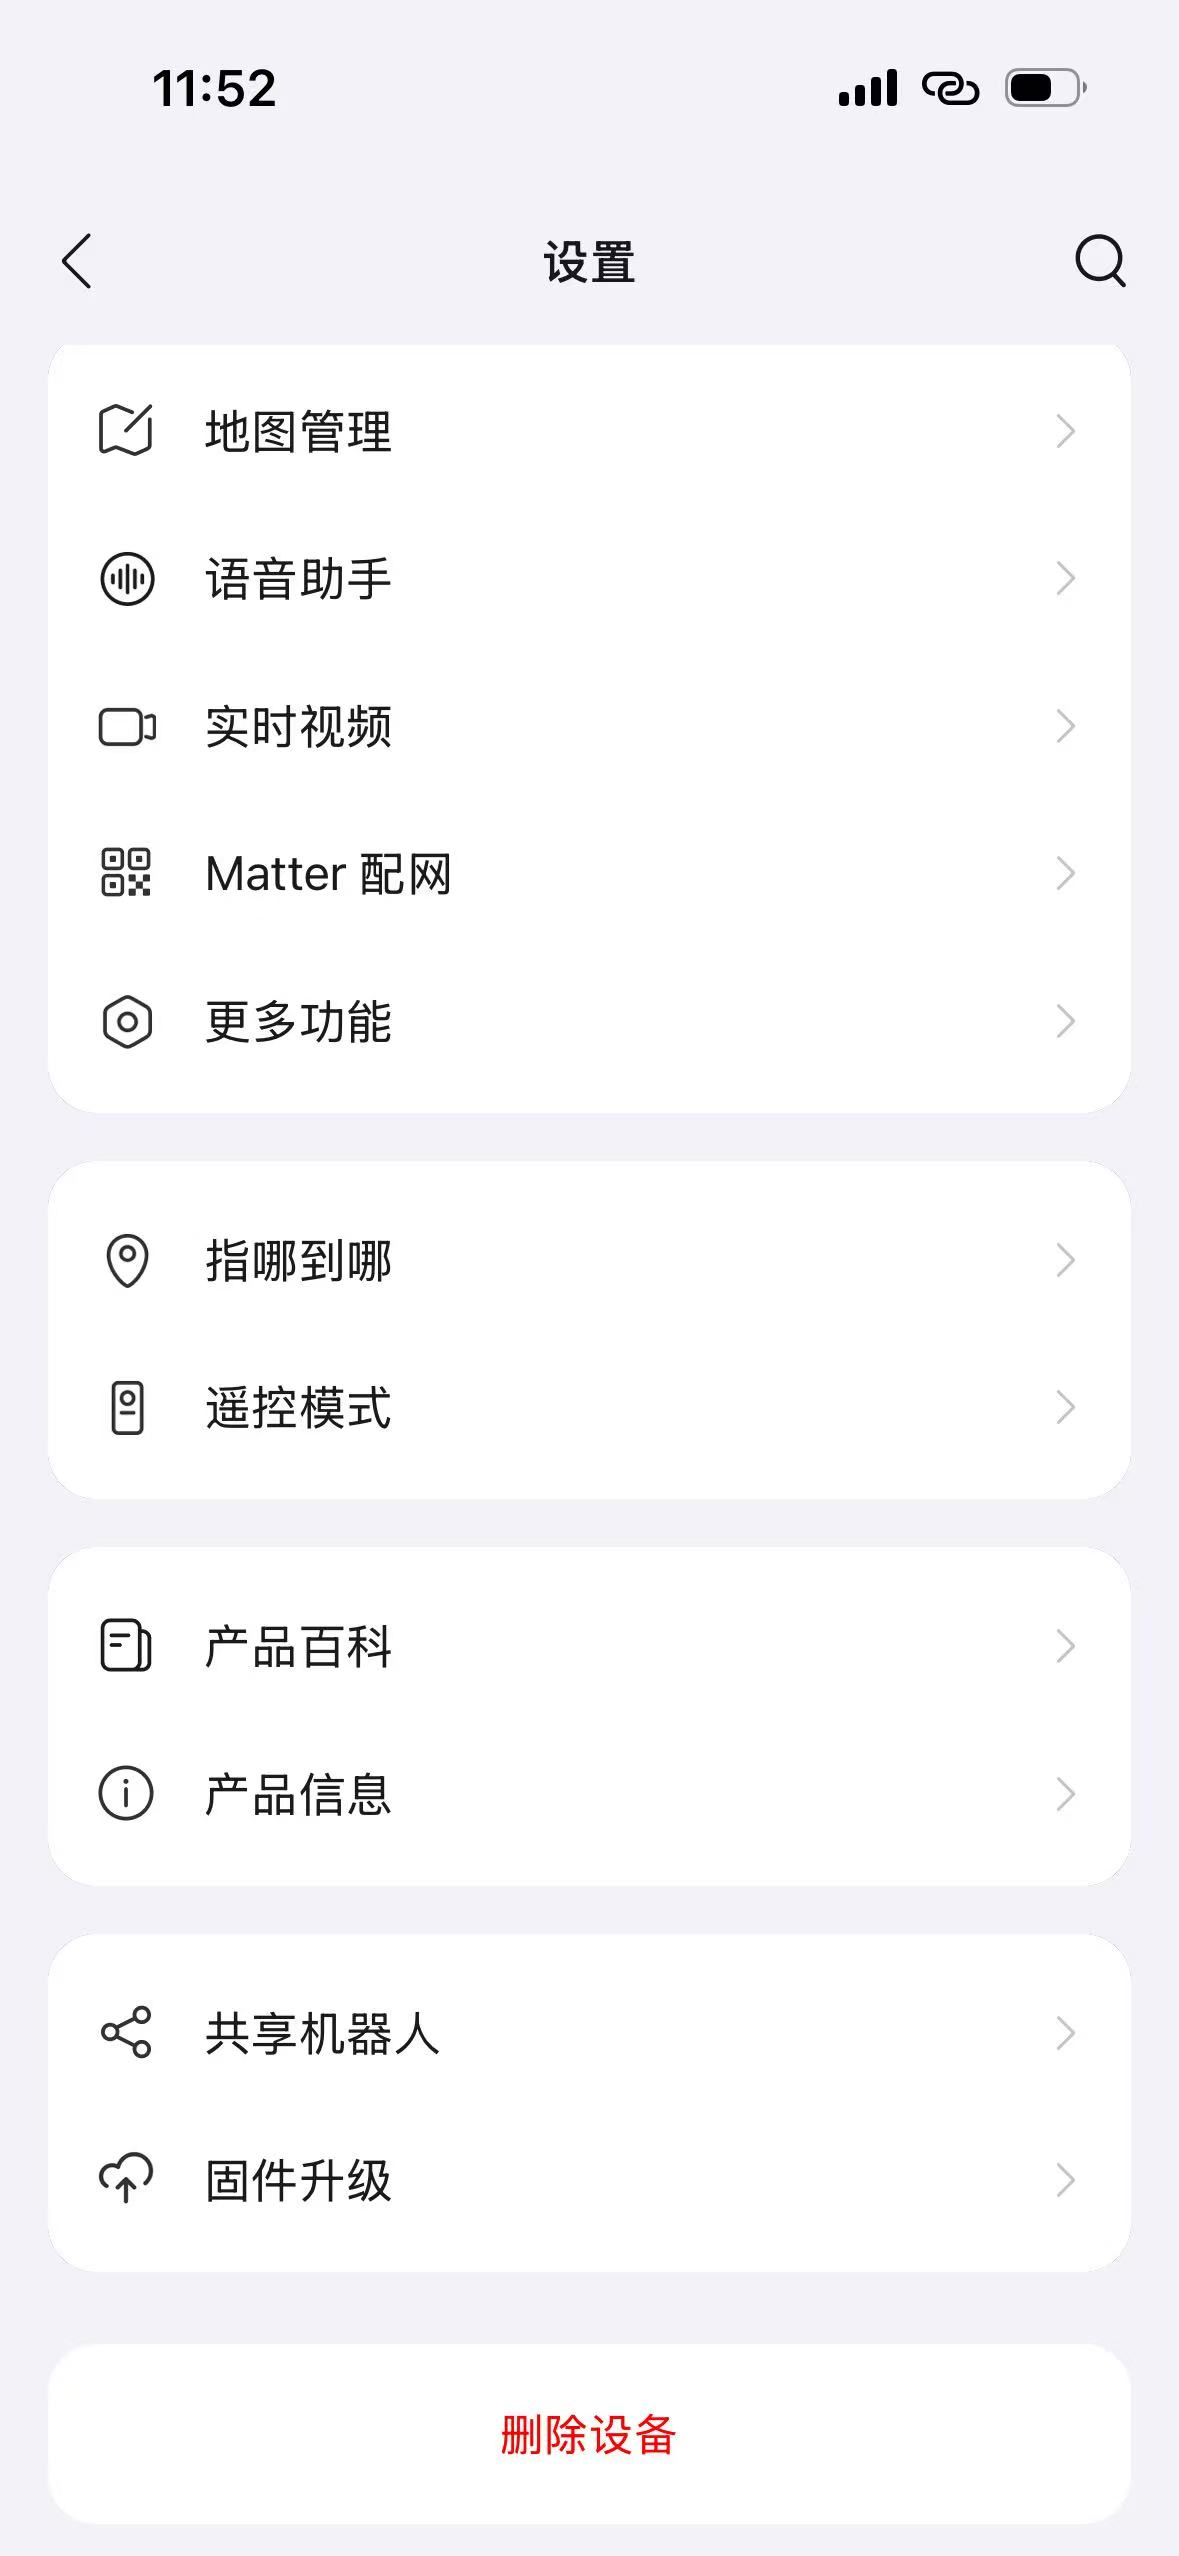 11:52
设置
地图管理
语音助手
实时视频
Matter 配网
更多功能
指哪到哪
遥控模式
产品百科
产品信息
共享机器人
固件升级
删除设备